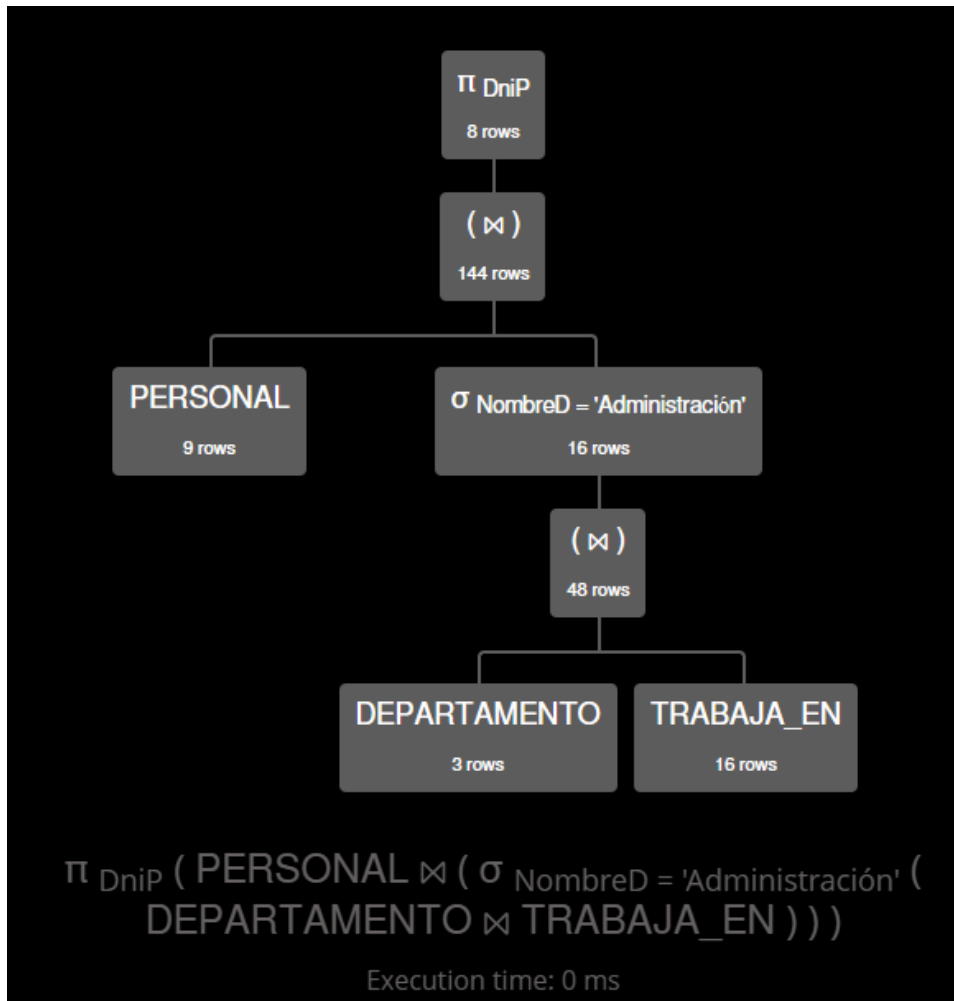 π DniP
8 rows
( ⋈ )
144 rows
PERSONAL
9 rows
σ NombreD = 'Administración'
16 rows
( ⋈ )
48 rows
DEPARTAMENTO
3 rows
TRABAJA_EN
16 rows
π DniP ( PERSONAL ⋈ ( σ NombreD = 'Administración' (
DEPARTAMENTO ⋈ TRABAJA_EN ) ) )
Execution time: 0 ms